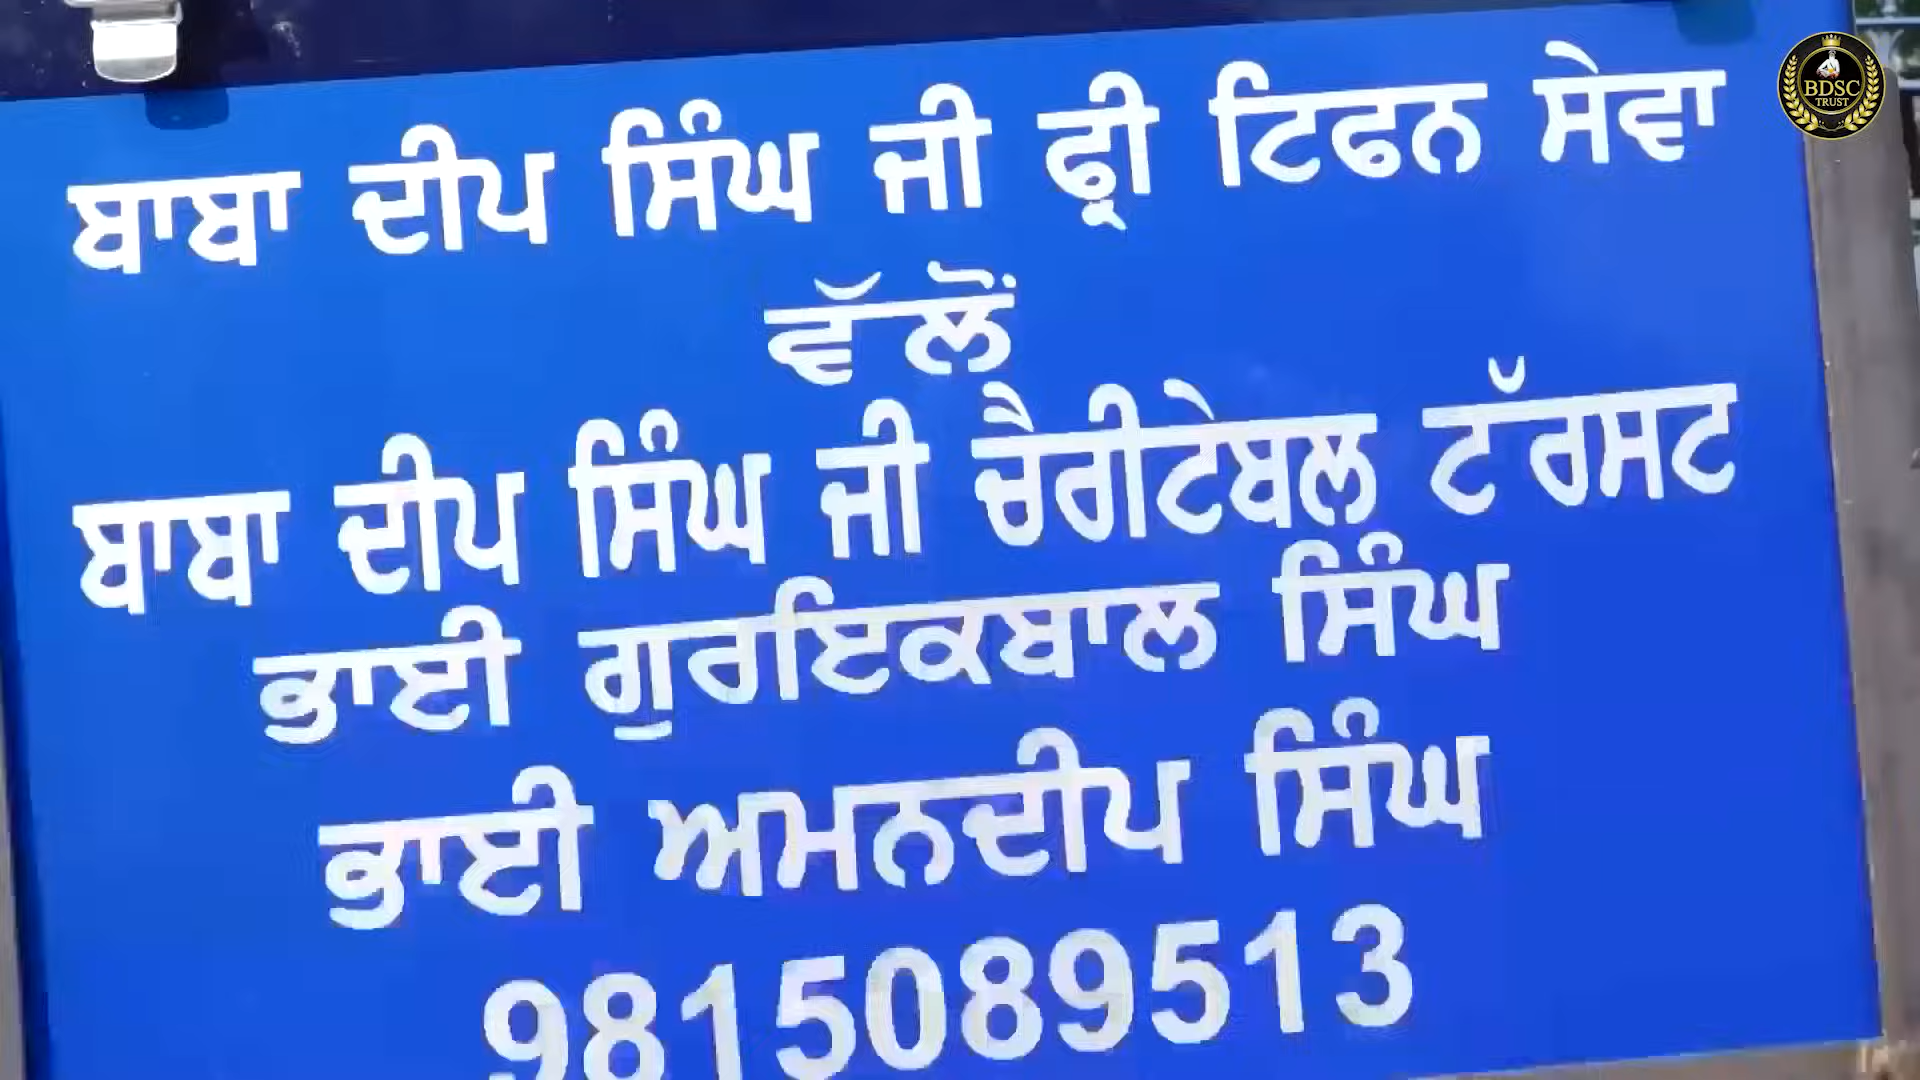 ਬਾਬਾ ਦੀਪ ਸਿੰਘ ਜੀ ਫ੍ਰੀ ਟਿਫਨ ਸੇਵਾ
ਵੱਲੋਂ
ਬਾਬਾ ਦੀਪ ਸਿੰਘ ਜੀ ਚੈਰੀਟੇਬਲ ਟੱਰਸਟ
ਭਾਈ ਗੁਰਇਕਬਾਲ ਸਿੰਘ
ਭਾਈ ਅਮਨਦੀਪ ਸਿੰਘ
9815089513
BDSC
TRUST